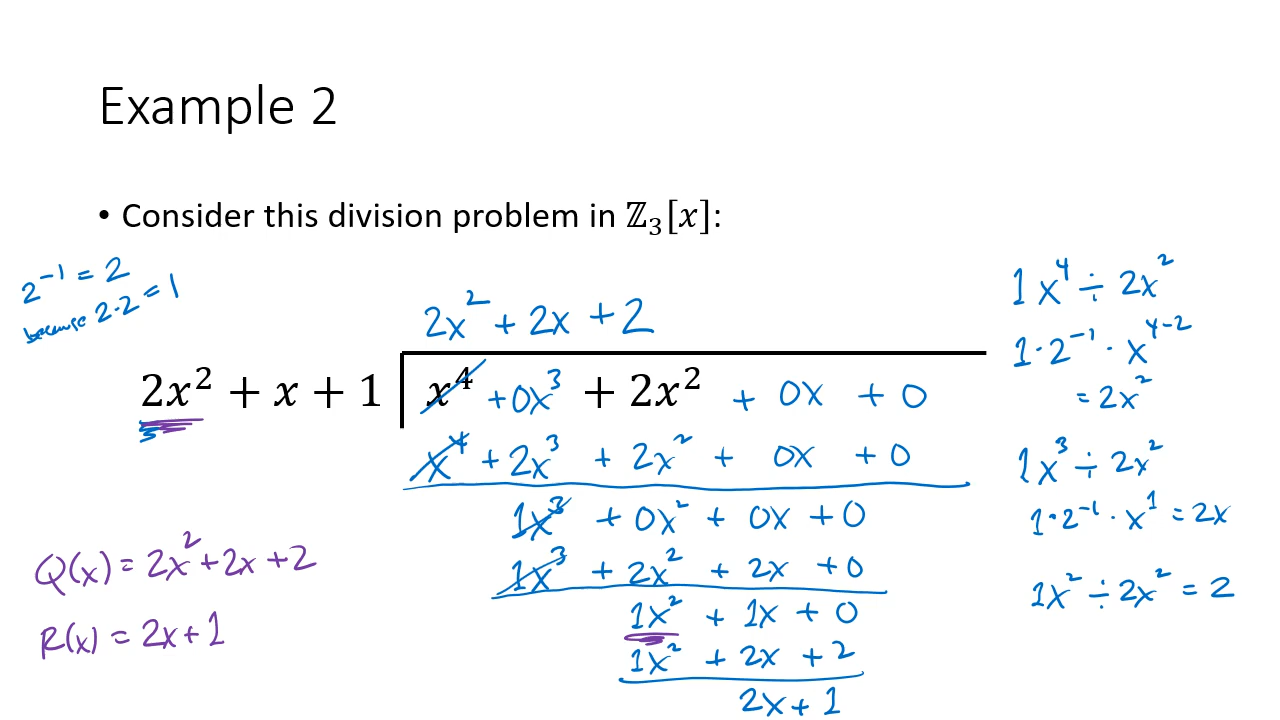 Example 2
• Consider this division problem in ℤ₃[x]:
2⁻¹ = 2
because 2·2 = 1
2x² + 2x + 2
2x² + x + 1
x⁴ + 0x³ + 2x² + 0x + 0
x⁴ + 2x³ + 2x² + 0x + 0
1x³ + 0x² + 0x + 0
1x³ + 2x² + 2x + 0
1x² + 1x + 0
1x² + 2x + 2
2x + 1
1x⁴ ÷ 2x²
1·2⁻¹·x⁴⁻²
= 2x²
1x³ ÷ 2x²
1·2⁻¹·x¹ = 2x
1x² ÷ 2x² = 2
Q(x) = 2x² + 2x + 2
R(x) = 2x + 1